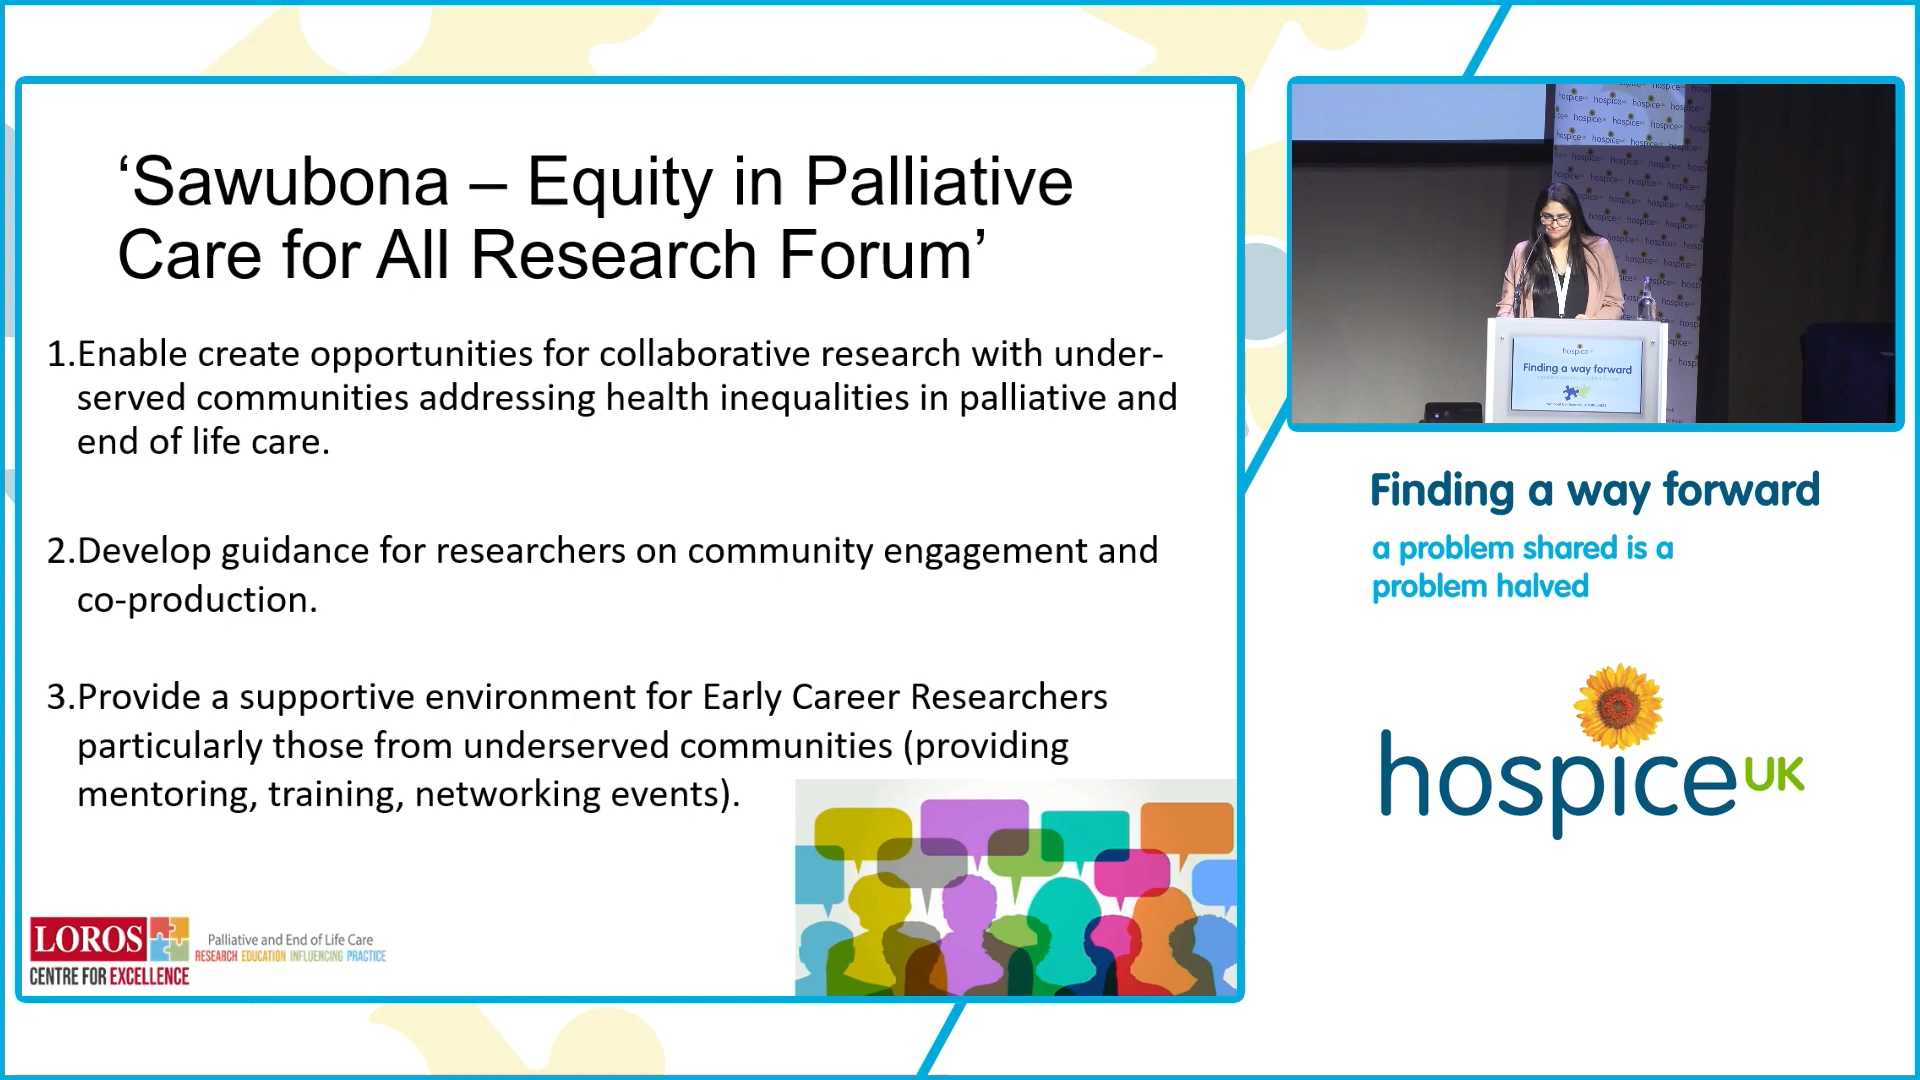 ‘Sawubona – Equity in Palliative
Care for All Research Forum’
1.Enable create opportunities for collaborative research with under-
served communities addressing health inequalities in palliative and
end of life care.
2.Develop guidance for researchers on community engagement and
co-production.
3.Provide a supportive environment for Early Career Researchers
particularly those from underserved communities (providing
mentoring, training, networking events).
LOROS
CENTRE FOR EXCELLENCE
Palliative and End of Life Care
RESEARCH EDUCATION INFLUENCING PRACTICE
hospice
Finding a way forward
Finding a way forward
a problem shared is a
problem halved
hospice UK